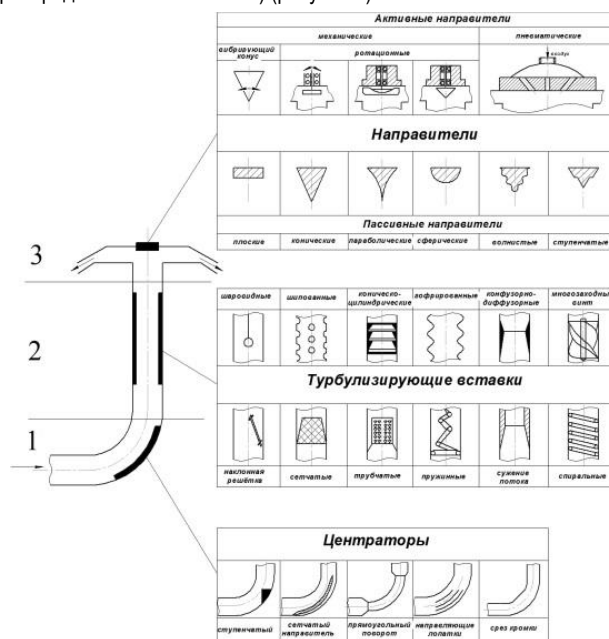 Активные направители
механические
пневматические
вибрирующий
конус
ротационные
воздух
Направители
Пассивные направители
плоские
конические
параболические
сферические
волнистые
ступенчатые
3
2
1
шаровидные
шипованные
коническо-
цилиндрические
гофрированные
конфузорно-
диффузорные
многозаходный
винт
Турбулизирующие вставки
наклонная
решётка
сетчатые
трубчатые
пружинные
сужение
потока
спиральные
Центраторы
ступенчатый
сетчатый
направитель
прямоугольный
поворот
направляющие
лопатки
срез кромки